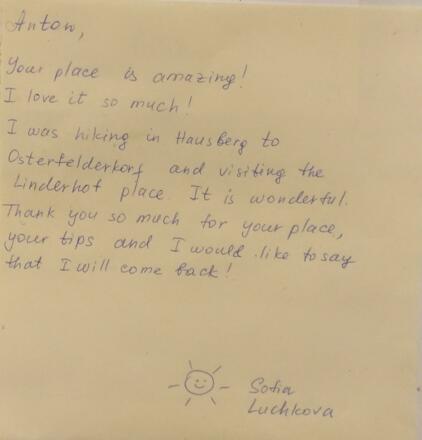 Anton,
Your place is amazing!
I love it so much!
I was hiking in Hausberg to
Osterfelderkorf and visiting the
Linderhof place. It is wonderful.
Thank you so much for your place,
your tips and I would like to say
that I will come back!
Sofia
Luchkova